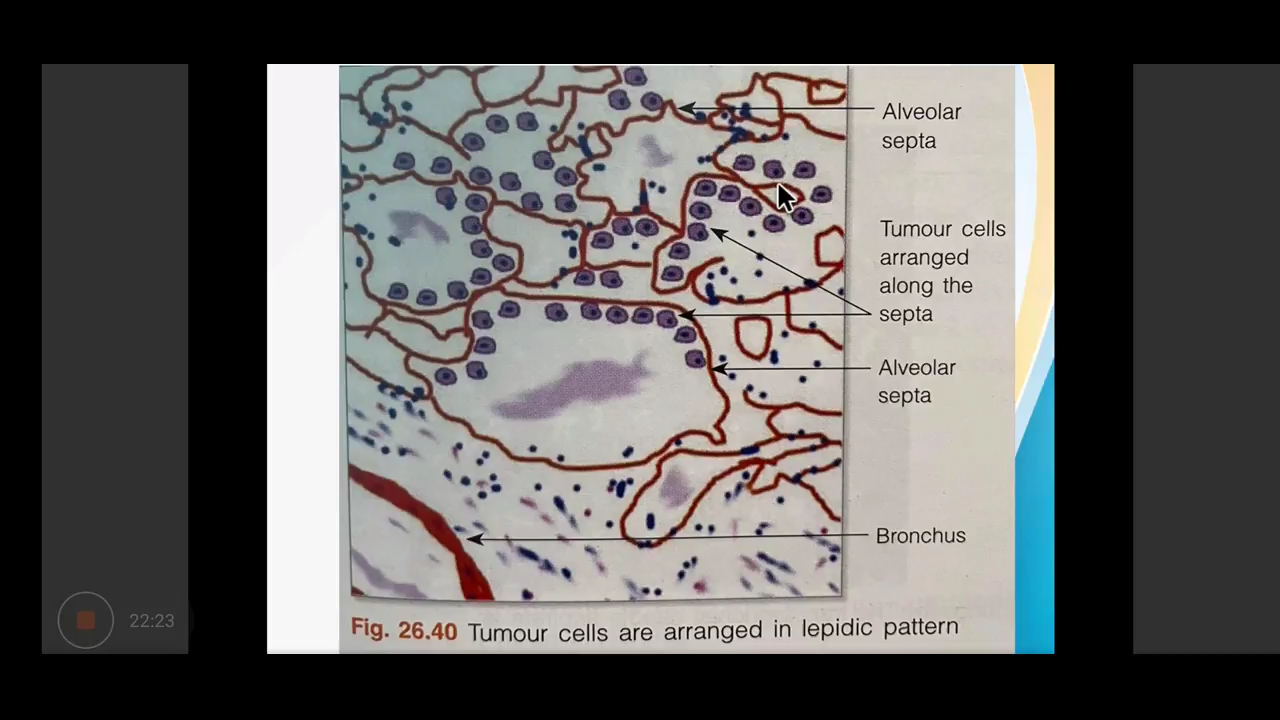 Alveolar
septa
Tumour cells
arranged
along the
septa
Alveolar
septa
Bronchus
Fig. 26.40 Tumour cells are arranged in lepidic pattern
22:23